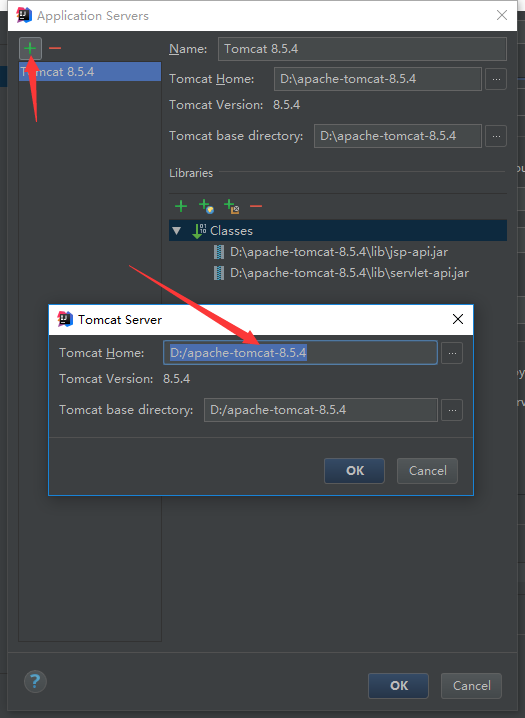 Application Servers
Tomcat 8.5.4
Name: Tomcat 8.5.4
Tomcat Home: D:\apache-tomcat-8.5.4 ...
Tomcat Version: 8.5.4
Tomcat base directory: D:\apache-tomcat-8.5.4 ...
Libraries
Classes
D:\apache-tomcat-8.5.4\lib\jsp-api.jar
D:\apache-tomcat-8.5.4\lib\servlet-api.jar
Tomcat Server
Tomcat Home: D:/apache-tomcat-8.5.4 ...
Tomcat Version: 8.5.4
Tomcat base directory: D:/apache-tomcat-8.5.4 ...
OK Cancel
? OK Cancel